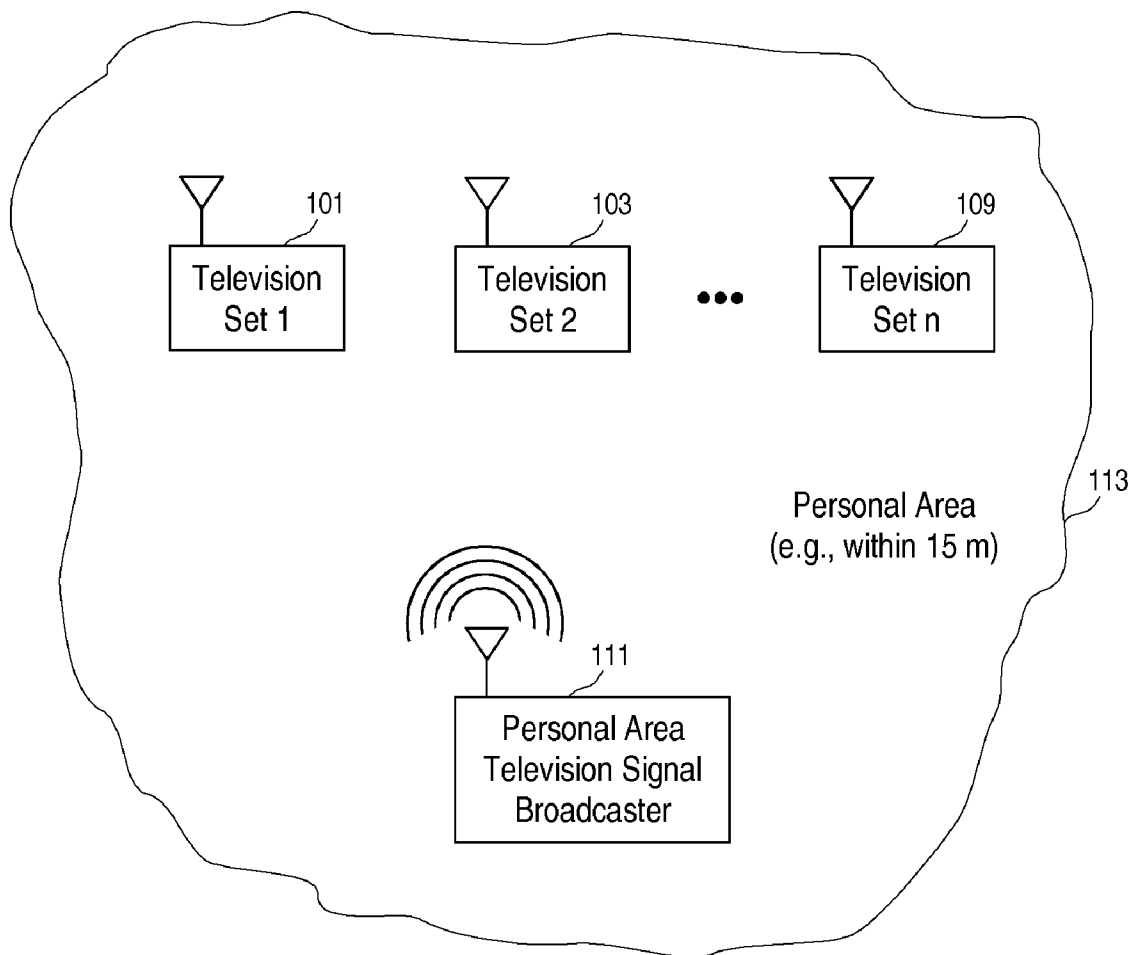 101
103
109
Television
Set 1
Television
Set 2
•••
Television
Set n
113
Personal Area
(e.g., within 15 m)
111
Personal Area
Television Signal
Broadcaster